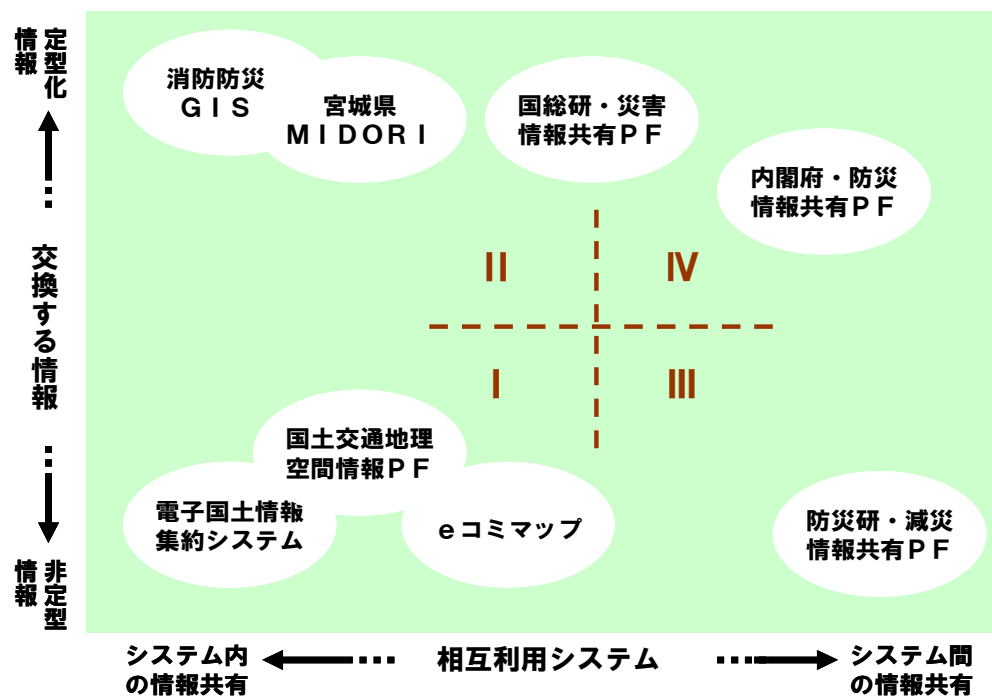 定型化
情報
交換する情報
非定型
情報
消防防災
ＧＩＳ
宮城県
ＭＩＤＯＲＩ
国総研・災害
情報共有ＰＦ
内閣府・防災
情報共有ＰＦ
Ⅱ
Ⅳ
Ⅰ
Ⅲ
国土交通地理
空間情報ＰＦ
電子国土情報
集約システム
ｅコミマップ
防災研・減災
情報共有ＰＦ
システム内
の情報共有
相互利用システム
システム間
の情報共有